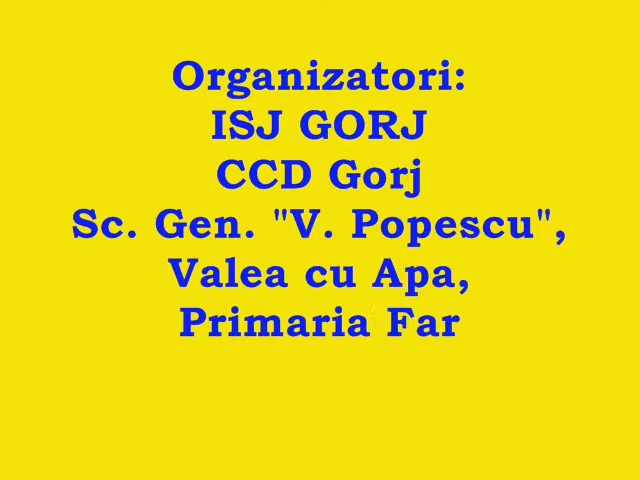 Organizatori:
ISJ GORJ
CCD Gorj
Sc. Gen. "V. Popescu",
Valea cu Apa,
Primaria Far